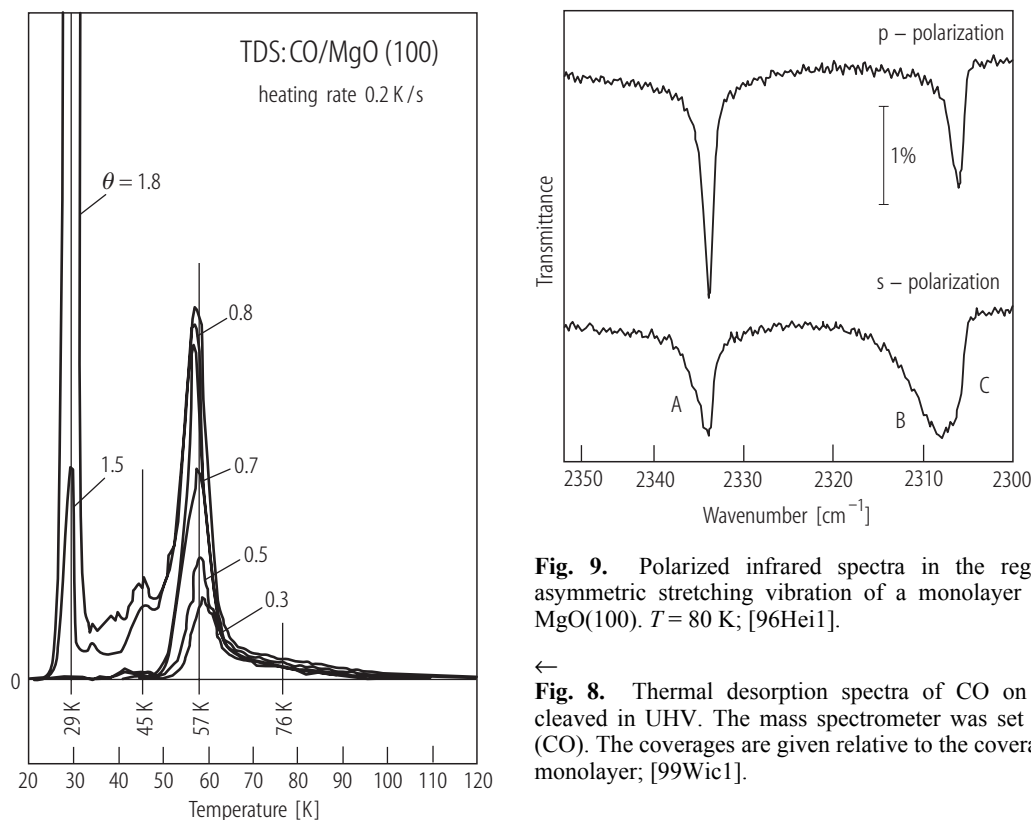 TDS: CO/MgO (100)
heating rate 0.2 K/s
θ = 1.8
1.5
0.8
0.7
0.5
0.3
0
29 K
45 K
57 K
76 K
20 30 40 50 60 70 80 90 100 110 120
Temperature [K]
p – polarization
1%
s – polarization
A
B
C
Transmittance
2350 2340 2330 2320 2310 2300
Wavenumber [cm⁻¹]
Fig. 9. Polarized infrared spectra in the reg
asymmetric stretching vibration of a monolayer
MgO(100). T = 80 K; [96Hei1].
←
Fig. 8. Thermal desorption spectra of CO on
cleaved in UHV. The mass spectrometer was set
(CO). The coverages are given relative to the covera
monolayer; [99Wic1].